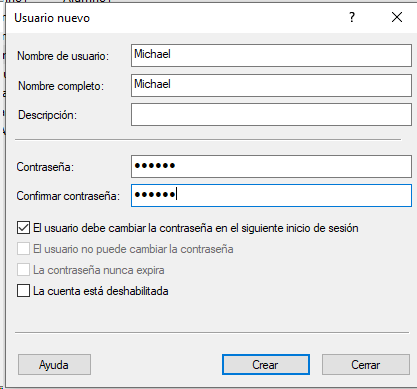 Usuario nuevo
Nombre de usuario: Michael
Nombre completo: Michael
Descripción:
Contraseña: ●●●●●●
Confirmar contraseña: ●●●●●●
El usuario debe cambiar la contraseña en el siguiente inicio de sesión
El usuario no puede cambiar la contraseña
La contraseña nunca expira
La cuenta está deshabilitada
Ayuda Crear Cerrar